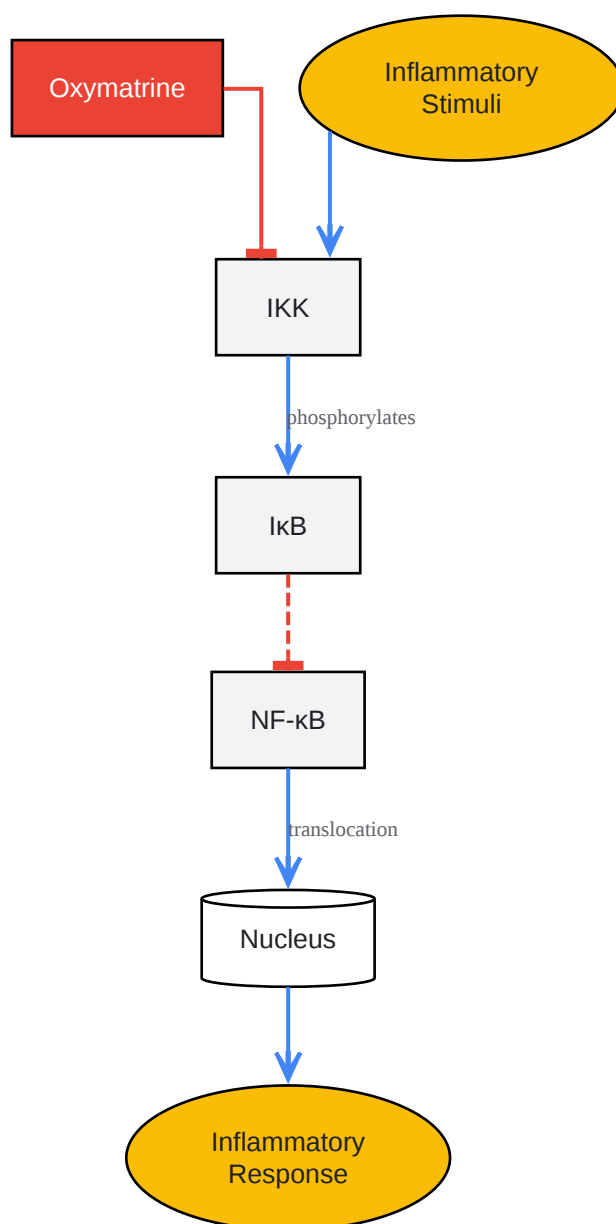 Oxymatrine
Inflammatory
Stimuli
IKK
phosphorylates
IκB
NF-κB
translocation
Nucleus
Inflammatory
Response